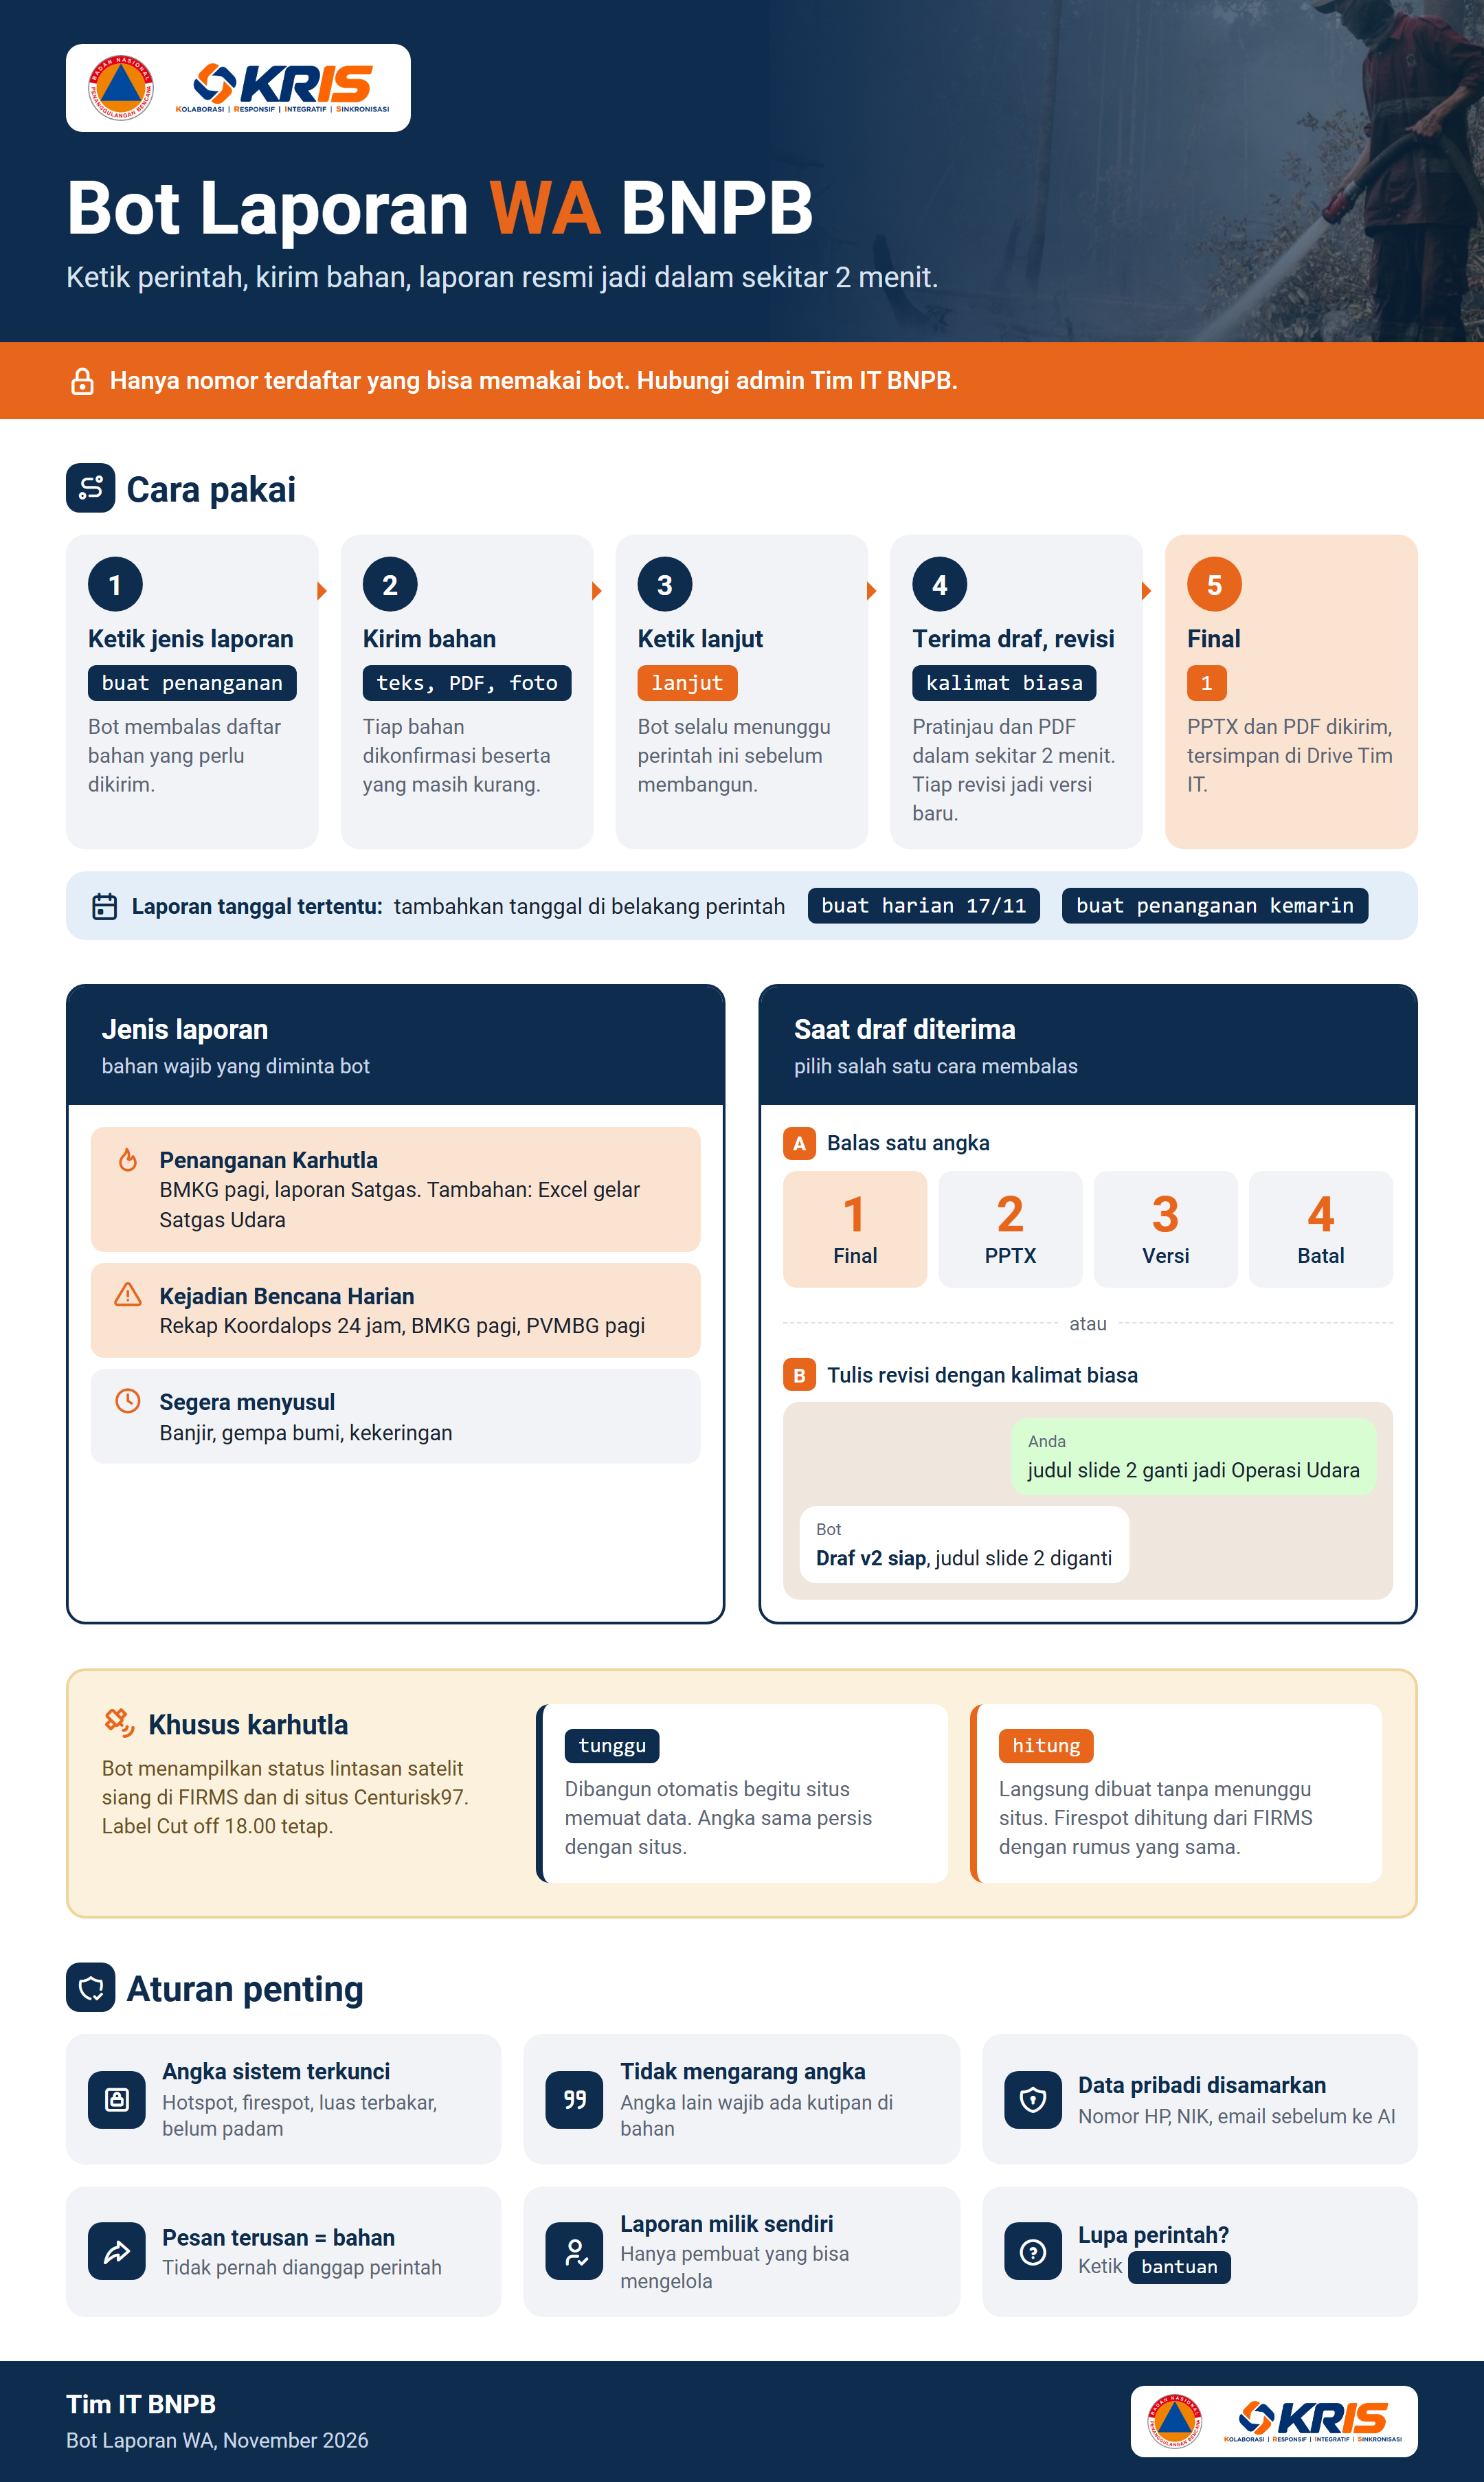 BADAN NASIONAL PENANGGULANGAN BENCANA
KRIS
KOLABORASI | RESPONSIF | INTEGRATIF | SINKRONISASI
Bot Laporan WA BNPB
Ketik perintah, kirim bahan, laporan resmi jadi dalam sekitar 2 menit.
Hanya nomor terdaftar yang bisa memakai bot. Hubungi admin Tim IT BNPB.
Cara pakai
1
Ketik jenis laporan
buat penanganan
Bot membalas daftar
bahan yang perlu
dikirim.
2
Kirim bahan
teks, PDF, foto
Tiap bahan
dikonfirmasi beserta
yang masih kurang.
3
Ketik lanjut
lanjut
Bot selalu menunggu
perintah ini sebelum
membangun.
4
Terima draf, revisi
kalimat biasa
Pratinjau dan PDF
dalam sekitar 2 menit.
Tiap revisi jadi versi
baru.
5
Final
1
PPTX dan PDF dikirim,
tersimpan di Drive Tim
IT.
Laporan tanggal tertentu: tambahkan tanggal di belakang perintah buat harian 17/11 buat penanganan kemarin
Jenis laporan
bahan wajib yang diminta bot
Penanganan Karhutla
BMKG pagi, laporan Satgas. Tambahan: Excel gelar
Satgas Udara
Kejadian Bencana Harian
Rekap Koordalops 24 jam, BMKG pagi, PVMBG pagi
Segera menyusul
Banjir, gempa bumi, kekeringan
Saat draf diterima
pilih salah satu cara membalas
A Balas satu angka
1 2 3 4
Final PPTX Versi Batal
atau
B Tulis revisi dengan kalimat biasa
Anda
judul slide 2 ganti jadi Operasi Udara
Bot
Draf v2 siap, judul slide 2 diganti
Khusus karhutla
Bot menampilkan status lintasan satelit
siang di FIRMS dan di situs Centurisk97.
Label Cut off 18.00 tetap.
tunggu
Dibangun otomatis begitu situs
memuat data. Angka sama persis
dengan situs.
hitung
Langsung dibuat tanpa menunggu
situs. Firespot dihitung dari FIRMS
dengan rumus yang sama.
Aturan penting
Angka sistem terkunci
Hotspot, firespot, luas terbakar,
belum padam
Tidak mengarang angka
Angka lain wajib ada kutipan di
bahan
Data pribadi disamarkan
Nomor HP, NIK, email sebelum ke AI
Pesan terusan = bahan
Tidak pernah dianggap perintah
Laporan milik sendiri
Hanya pembuat yang bisa
mengelola
Lupa perintah?
Ketik bantuan
Tim IT BNPB
Bot Laporan WA, November 2026
BADAN NASIONAL PENANGGULANGAN BENCANA
KRIS
KOLABORASI | RESPONSIF | INTEGRATIF | SINKRONISASI